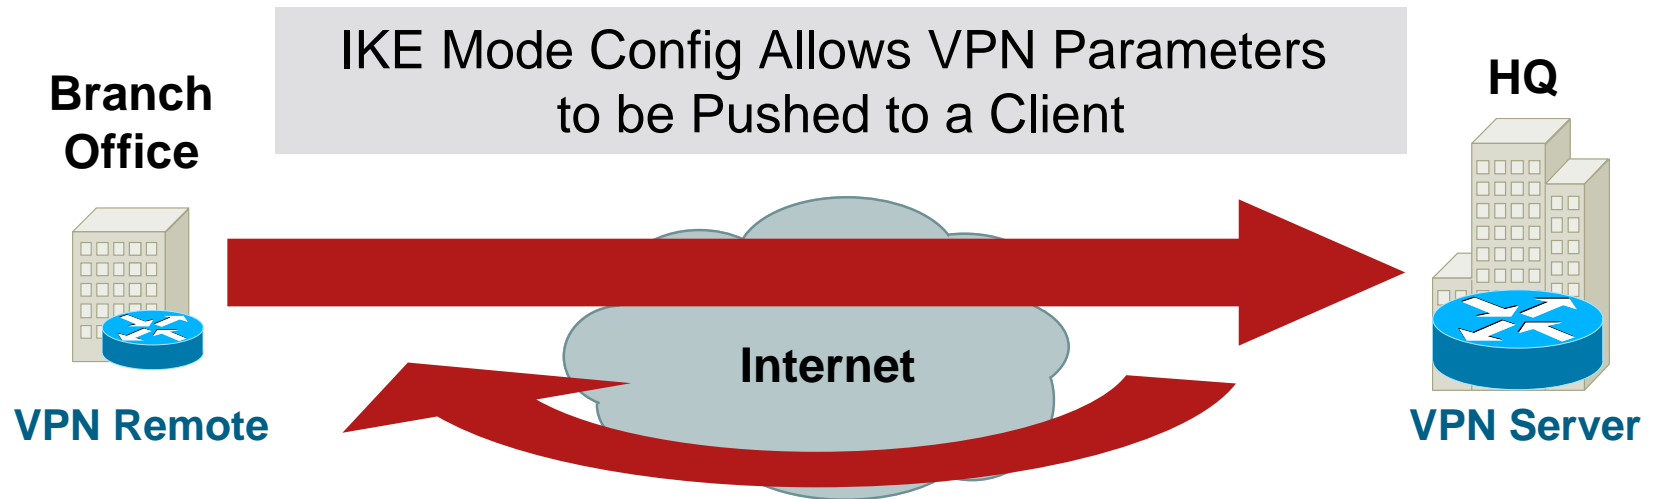 IKE Mode Config Allows VPN Parameters
to be Pushed to a Client
Branch
Office
HQ
Internet
VPN Remote
VPN Server